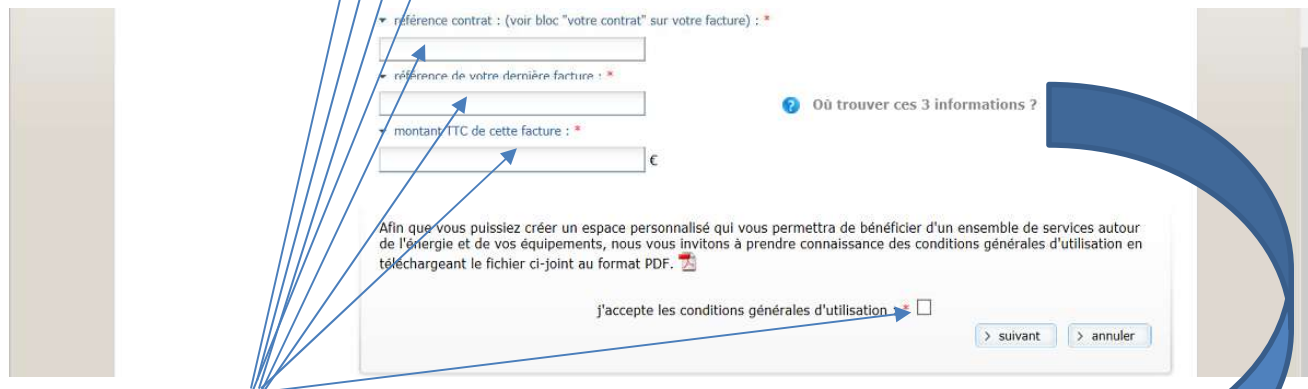 référence contrat : (voir bloc "votre contrat" sur votre facture) : *
référence de votre dernière facture : *
? Où trouver ces 3 informations ?
montant TTC de cette facture : *
€
Afin que vous puissiez créer un espace personnalisé qui vous permettra de bénéficier d'un ensemble de services autour
de l'énergie et de vos équipements, nous vous invitons à prendre connaissance des conditions générales d'utilisation en
téléchargeant le fichier ci-joint au format PDF.
j'accepte les conditions générales d'utilisation : *
> suivant > annuler